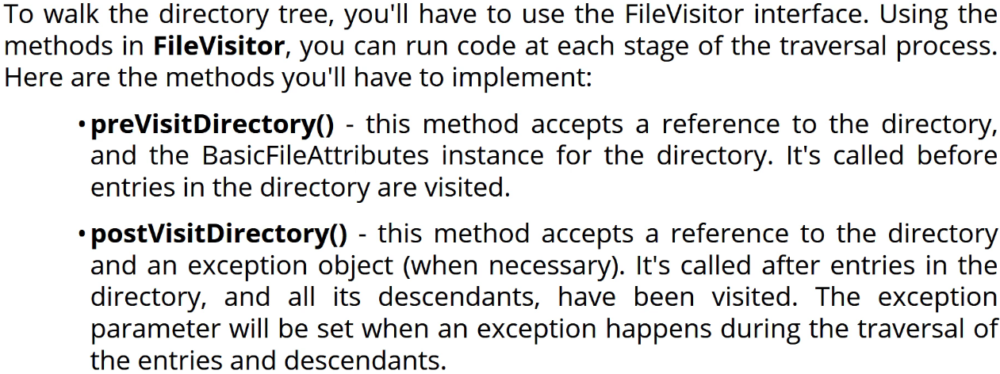 To walk the directory tree, you'll have to use the FileVisitor interface. Using the
methods in FileVisitor, you can run code at each stage of the traversal process.
Here are the methods you'll have to implement:
• preVisitDirectory() - this method accepts a reference to the directory,
and the BasicFileAttributes instance for the directory. It's called before
entries in the directory are visited.
• postVisitDirectory() - this method accepts a reference to the directory
and an exception object (when necessary). It's called after entries in the
directory, and all its descendants, have been visited. The exception
parameter will be set when an exception happens during the traversal of
the entries and descendants.